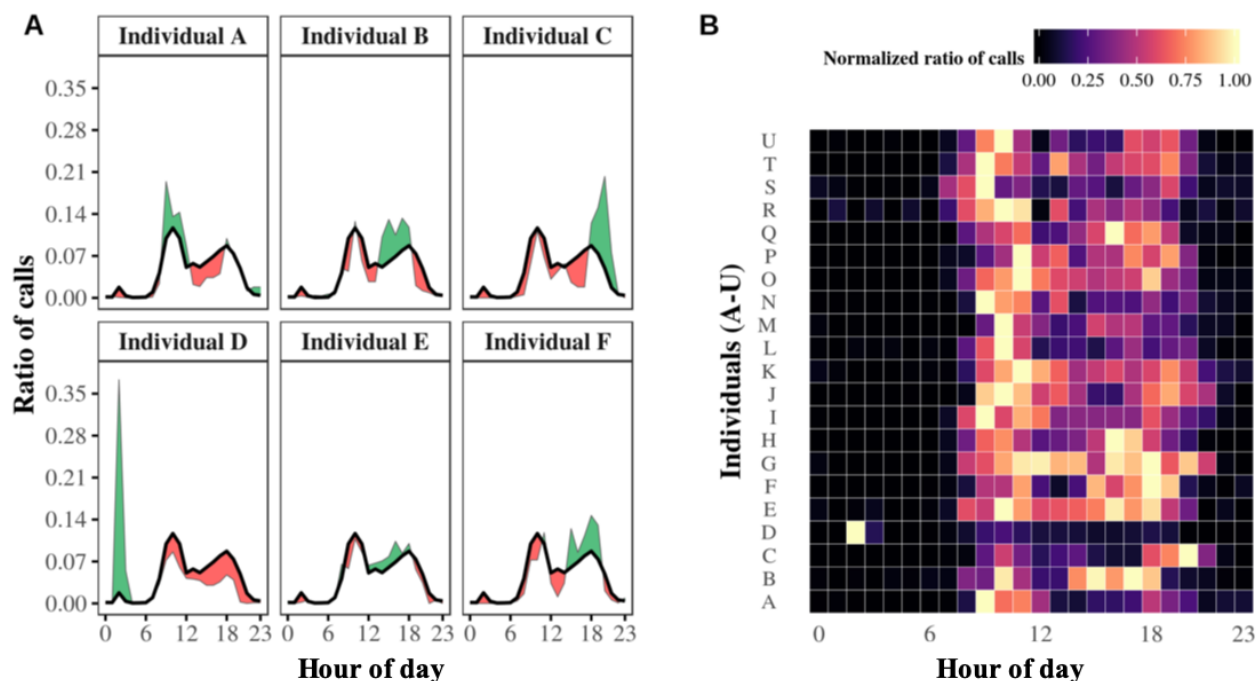 A
Individual A Individual B Individual C
0.35
0.28
0.21
0.14
0.07
0.00
Individual D Individual E Individual F
0.35
0.28
0.21
0.14
0.07
0.00
0 6 12 18 23 0 6 12 18 23 0 6 12 18 23
Ratio of calls
Hour of day
B
Normalized ratio of calls
0.00 0.25 0.50 0.75 1.00
Individuals (A-U)
U
T
S
R
Q
P
O
N
M
L
K
J
I
H
G
F
E
D
C
B
A
0 6 12 18 23
Hour of day